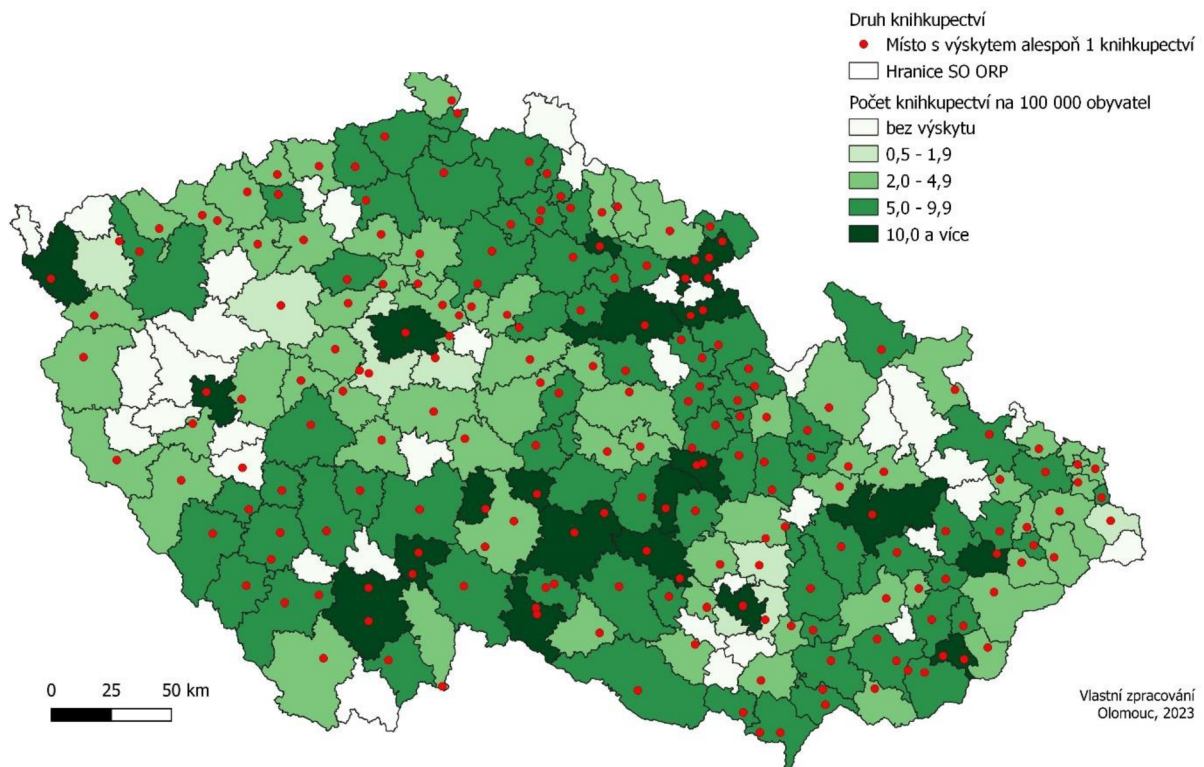 Druh knihkupectví
Místo s výskytem alespoň 1 knihkupectví
Hranice SO ORP
Počet knihkupectví na 100 000 obyvatel
bez výskytu
0,5 - 1,9
2,0 - 4,9
5,0 - 9,9
10,0 a více
0 25 50 km
Vlastní zpracování
Olomouc, 2023